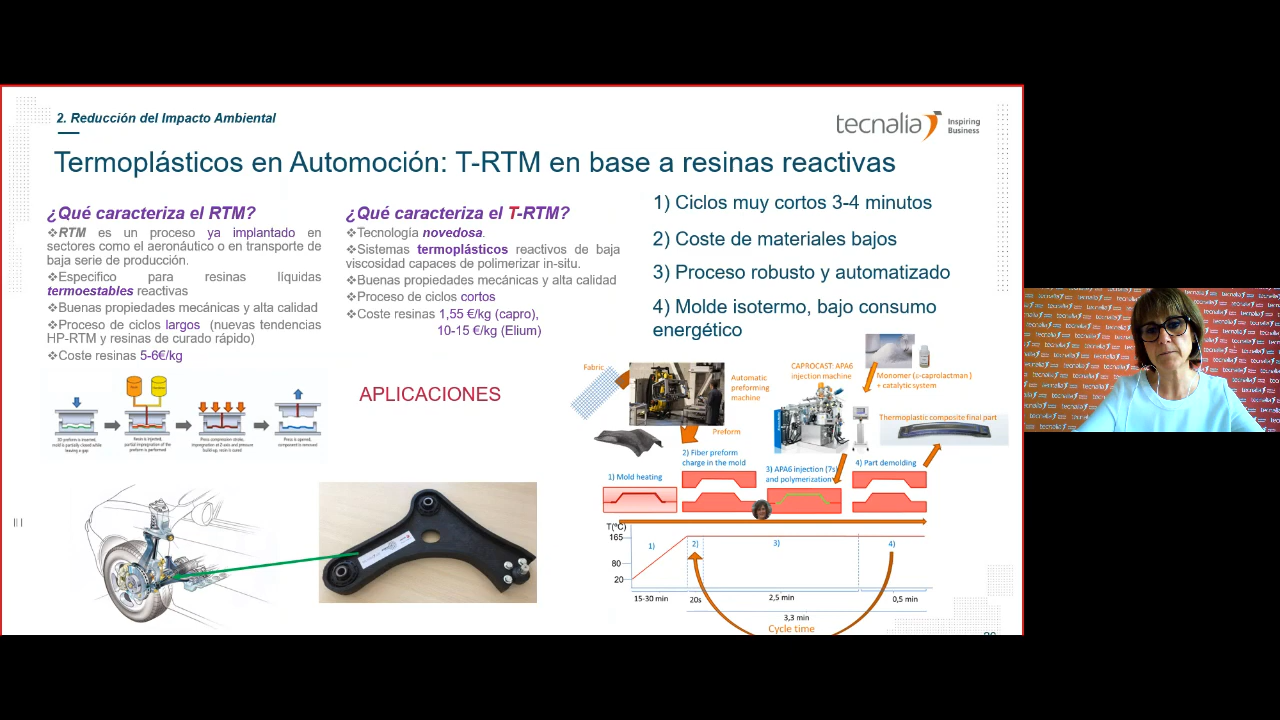 2. Reducción del Impacto Ambiental
tecnalia Inspiring
Business
Termoplásticos en Automoción: T-RTM en base a resinas reactivas
¿Qué caracteriza el RTM?
❖RTM es un proceso ya implantado en
sectores como el aeronáutico o en transporte de
baja serie de producción.
❖Especifico para resinas líquidas
termoestables reactivas
❖Buenas propiedades mecánicas y alta calidad
❖Proceso de ciclos largos (nuevas tendencias
HP-RTM y resinas de curado rápido)
❖Coste resinas 5-6€/kg
¿Qué caracteriza el T-RTM?
❖Tecnología novedosa.
❖Sistemas termoplásticos reactivos de baja
viscosidad capaces de polimerizar in-situ.
❖Buenas propiedades mecánicas y alta calidad
❖Proceso de ciclos cortos
❖Coste resinas 1,55 €/kg (capro),
10-15 €/kg (Elium)
APLICACIONES
1) Ciclos muy cortos 3-4 minutos
2) Coste de materiales bajos
3) Proceso robusto y automatizado
4) Molde isotermo, bajo consumo
energético
Fabric
Automatic
preforming
machine
Preform
CAPROCAST: APA6
injection machine
Monomer (ε-caprolactman)
+ catalytic system
Thermoplastic composite final part
1) Mold heating
2) Fiber preform
charge in the mold
3) APA6 injection (7s)
and polymerization
4) Part demolding
T(ºC)
165
80
20
1)
2)
3)
4)
15-30 min
20s
2,5 min
0,5 min
3,3 min
Cycle time